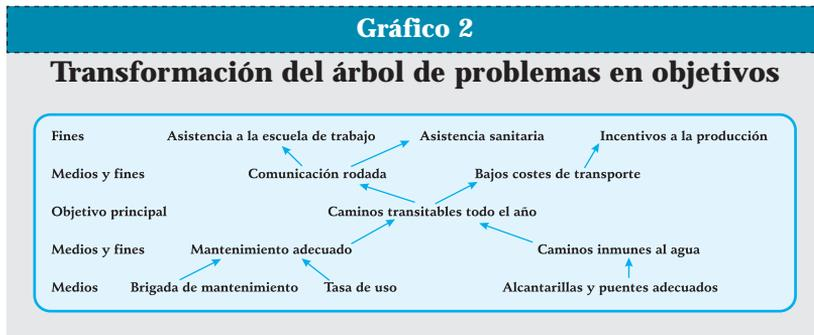 Gráfico 2
Transformación del árbol de problemas en objetivos
Fines Asistencia a la escuela de trabajo Asistencia sanitaria Incentivos a la producción
Medios y fines Comunicación rodada Bajos costes de transporte
Objetivo principal Caminos transitables todo el año
Medios y fines Mantenimiento adecuado Caminos inmunes al agua
Medios Brigada de mantenimiento Tasa de uso Alcantarillas y puentes adecuados